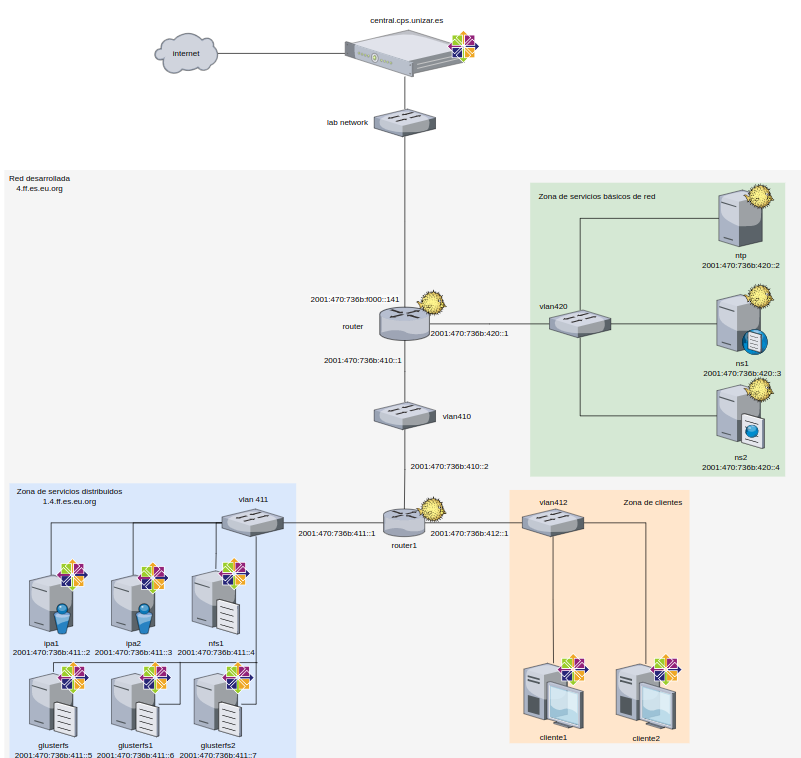 central.cps.unizar.es
internet
lab network
Red desarrollada
4.ff.es.eu.org
Zona de servicios básicos de red
ntp
2001:470:736b:420::2
2001:470:736b:f000::141
vlan420
router
2001:470:736b:420::1
2001:470:736b:410::1
ns1
2001:470:736b:420::3
vlan410
ns2
2001:470:736b:420::4
2001:470:736b:410::2
Zona de servicios distribuidos
1.4.ff.es.eu.org
vlan 411
vlan412
Zona de clientes
2001:470:736b:411::1
2001:470:736b:412::1
router1
ipa1
2001:470:736b:411::2
ipa2
2001:470:736b:411::3
nfs1
2001:470:736b:411::4
glusterfs
2001:470:736b:411::5
glusterfs1
2001:470:736b:411::6
glusterfs2
2001:470:736b:411::7
cliente1
cliente2